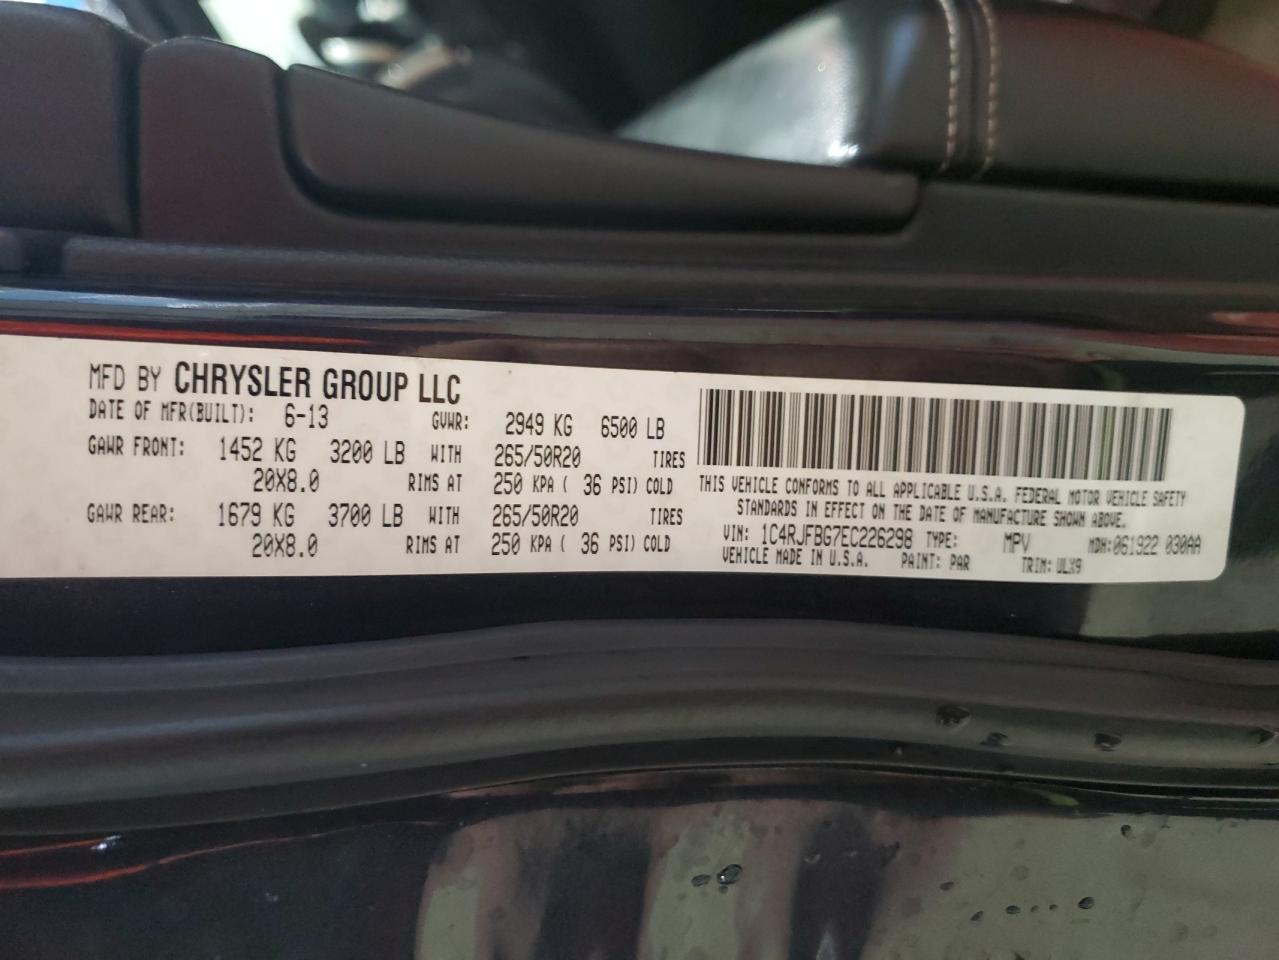 MFD BY CHRYSLER GROUP LLC
DATE OF MFR(BUILT): 6-13 GVWR: 2949 KG 6500 LB
GAWR FRONT: 1452 KG 3200 LB WITH 265/50R20 TIRES
20X8.0 RIMS AT 250 KPA ( 36 PSI) COLD
GAWR REAR: 1679 KG 3700 LB WITH 265/50R20 TIRES
20X8.0 RIMS AT 250 KPA ( 36 PSI) COLD
THIS VEHICLE CONFORMS TO ALL APPLICABLE U.S.A. FEDERAL MOTOR VEHICLE SAFETY
STANDARDS IN EFFECT ON THE DATE OF MANUFACTURE SHOWN ABOVE.
VIN: 1C4RJFBG7EC226298 TYPE: MPV MDH:061922 030AA
VEHICLE MADE IN U.S.A. PAINT: PAR TRIM: ULX9